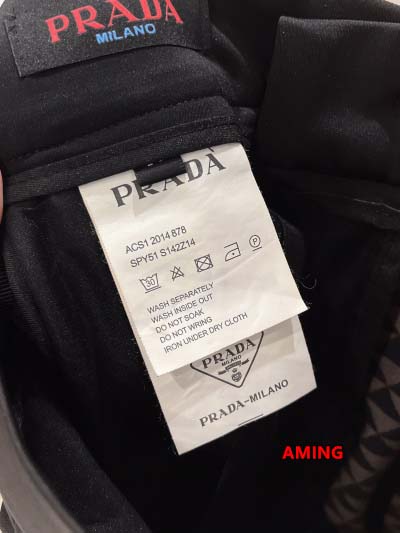 PRADA
MILANO
PRADA
ACS1 2014 878
SPY51 S142Z14
30
P
WASH SEPARATELY
WASH INSIDE OUT
DO NOT SOAK
DO NOT WRING
IRON UNDER DRY CLOTH
PRADA
MILANO
PRADA-MILANO
AMING